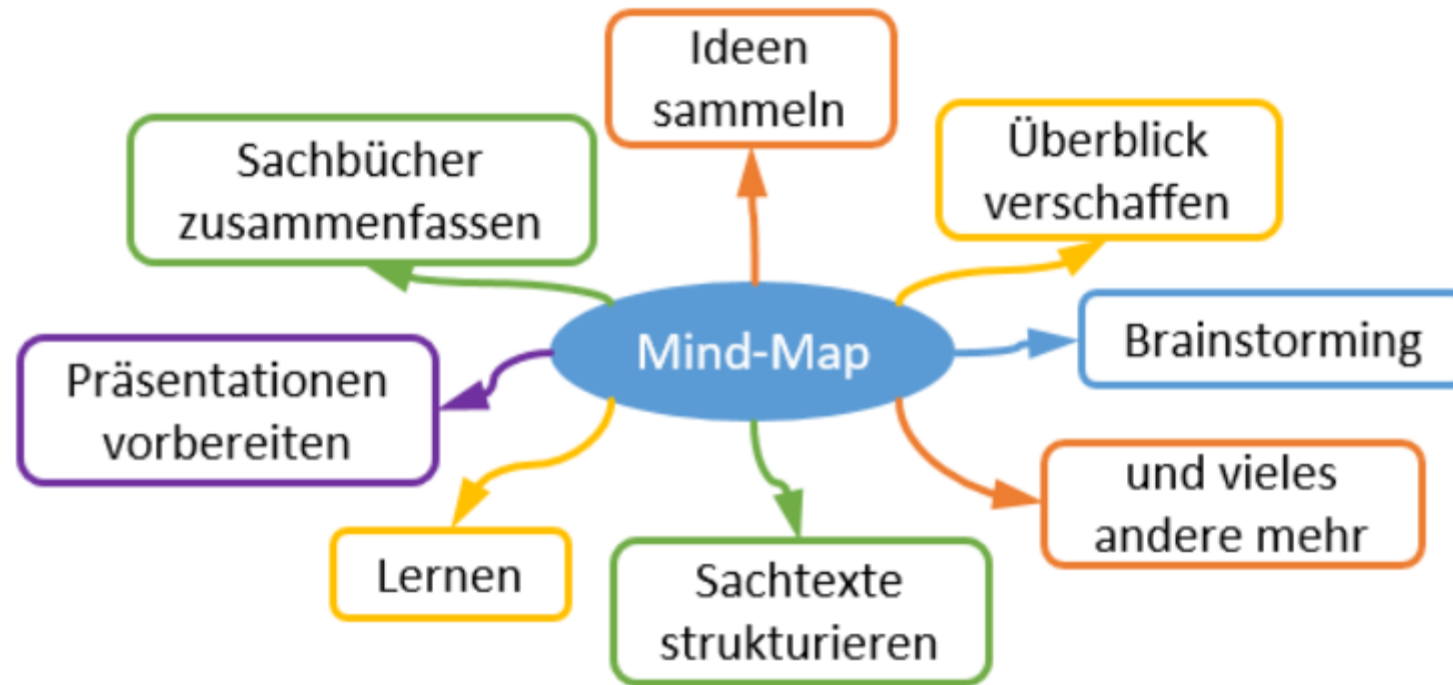 Ideen
sammeln
Überblick
verschaffen
Sachbücher
zusammenfassen
Mind-Map
Brainstorming
Präsentationen
vorbereiten
und vieles
andere mehr
Lernen
Sachtexte
strukturieren